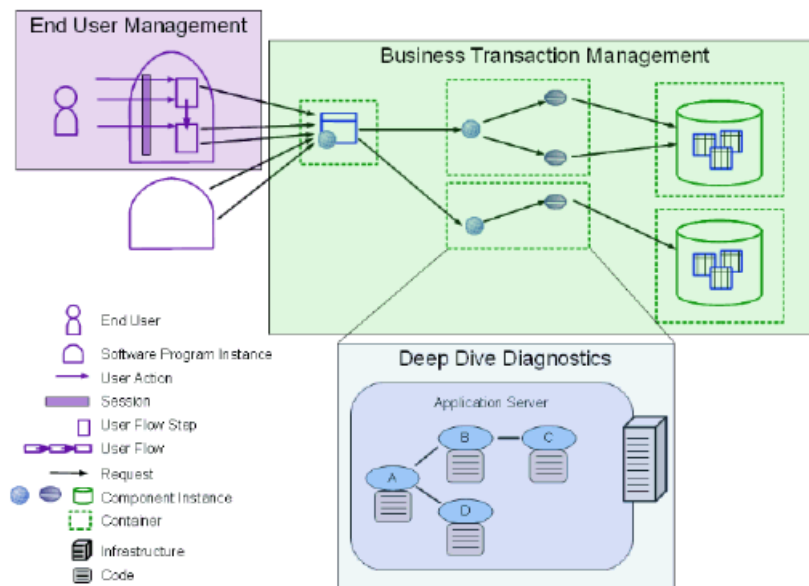 End User Management
Business Transaction Management
End User
Software Program Instance
User Action
Session
User Flow Step
User Flow
Request
Component Instance
Container
Infrastructure
Code
Deep Dive Diagnostics
Application Server
B
C
A
D